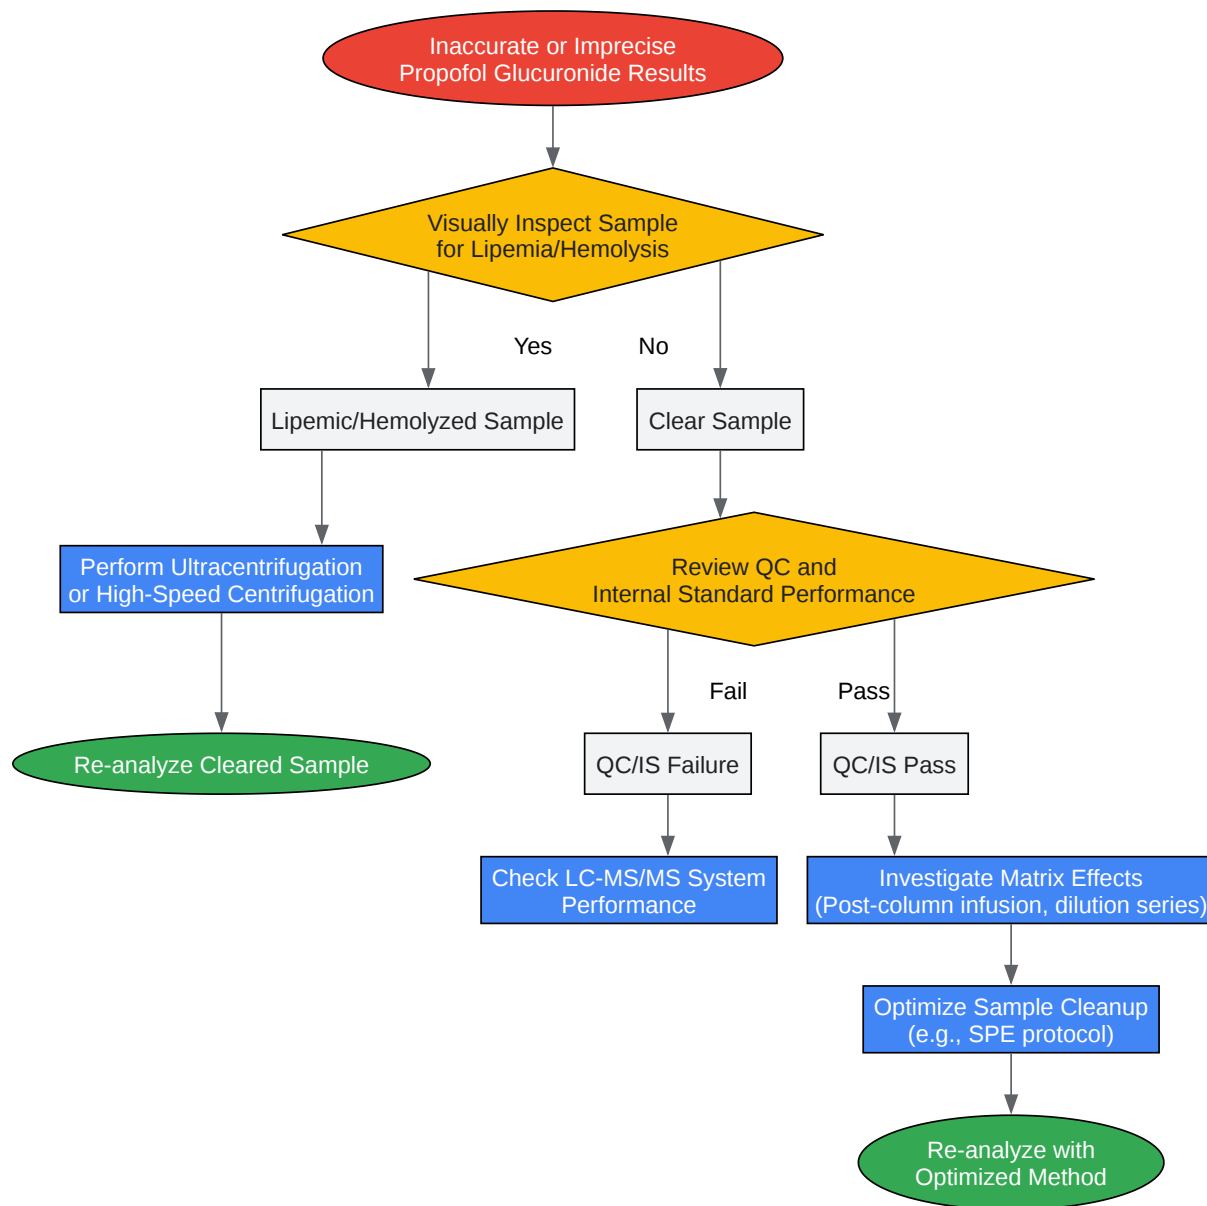 Inaccurate or Imprecise
Propofol Glucuronide Results
Visually Inspect Sample
for Lipemia/Hemolysis
Yes
No
Lipemic/Hemolyzed Sample
Clear Sample
Perform Ultracentrifugation
or High-Speed Centrifugation
Review QC and
Internal Standard Performance
Fail
Pass
Re-analyze Cleared Sample
QC/IS Failure
QC/IS Pass
Check LC-MS/MS System
Performance
Investigate Matrix Effects
(Post-column infusion, dilution series)
Optimize Sample Cleanup
(e.g., SPE protocol)
Re-analyze with
Optimized Method